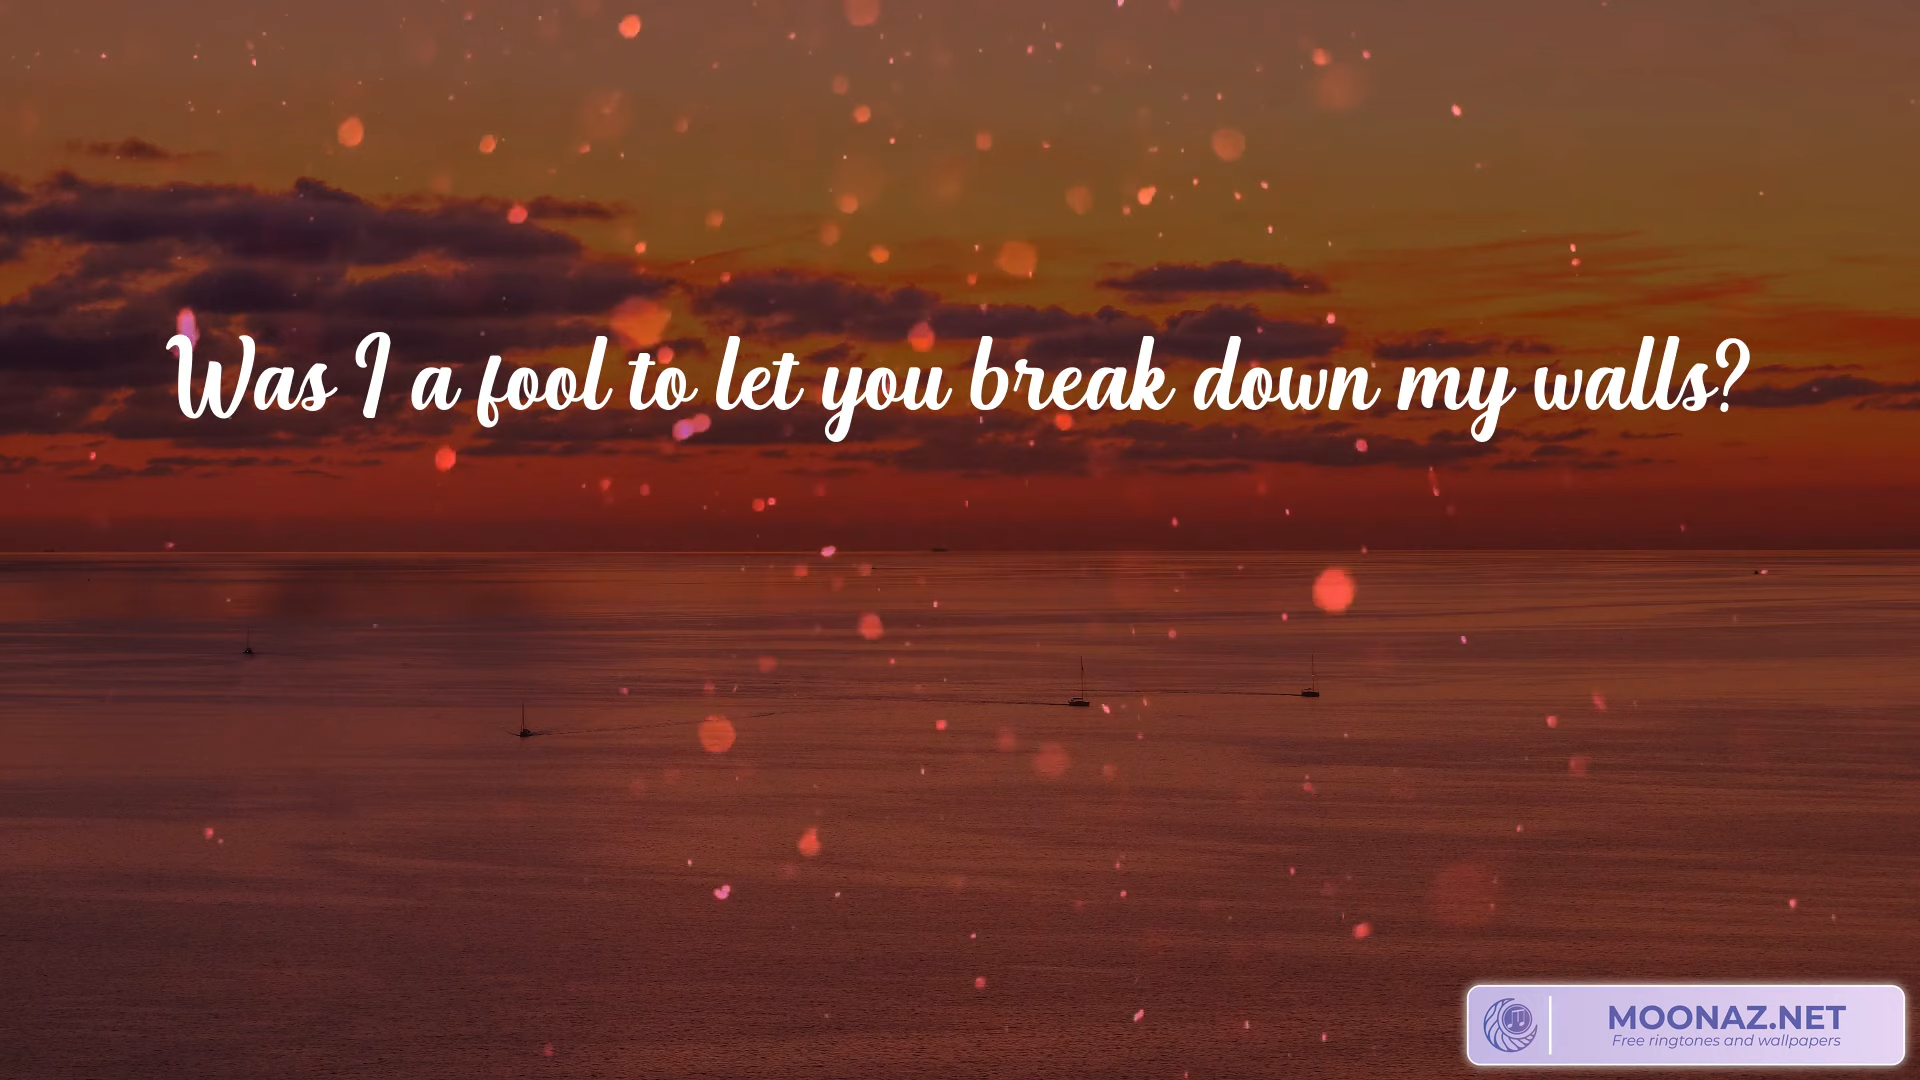 Was I a fool to let you break down my walls?
MOONAZ.NET
Free ringtones and wallpapers